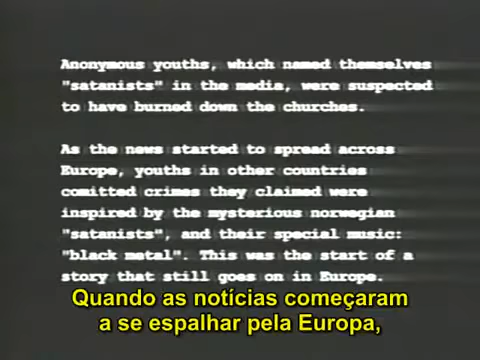 Anonymous youths, which named themselves
"satanists" in the media, were suspected
to have burned down the churches.
As the news started to spread across
Europe, youths in other countries
comitted crimes they claimed were
inspired by the mysterious norwegian
"satanists", and their special music:
"black metal". This was the start of a
story that still goes on in Europe.
Quando as notícias começaram
a se espalhar pela Europa,